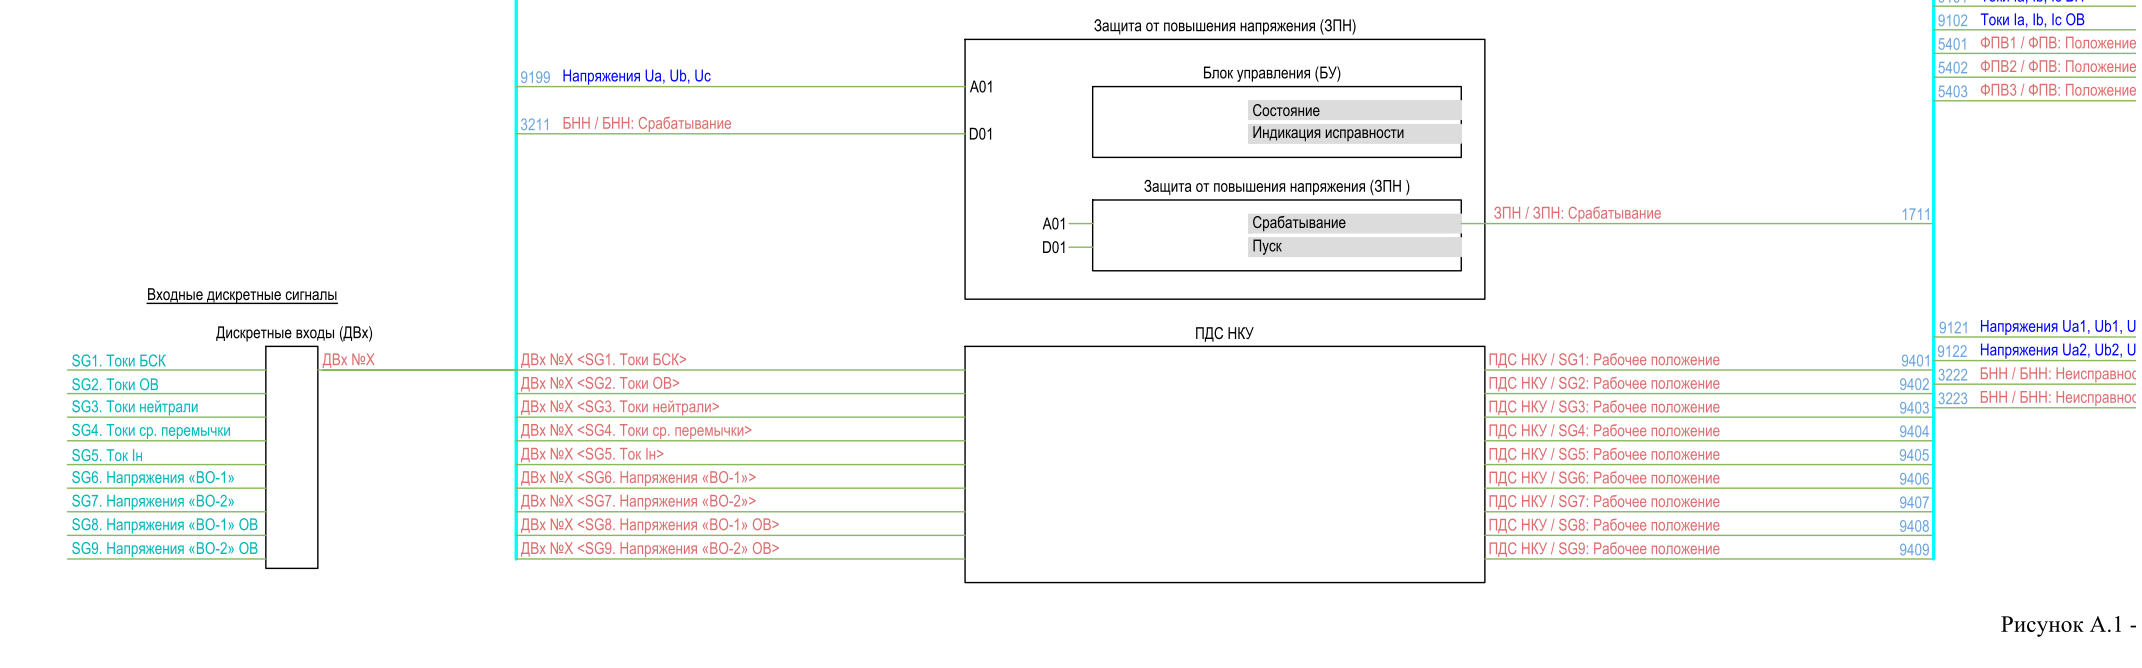 Защита от повышения напряжения (ЗПН)
9199 Напряжения Ua, Ub, Uc
A01
3211 БНН / БНН: Срабатывание
D01
Блок управления (БУ)
Состояние
Индикация исправности
Защита от повышения напряжения (ЗПН )
A01
D01
Срабатывание
Пуск
ЗПН / ЗПН: Срабатывание 1711
9102 Токи Ia, Ib, Ic ОВ
5401 ФПВ1 / ФПВ: Положение
5402 ФПВ2 / ФПВ: Положение
5403 ФПВ3 / ФПВ: Положение
Входные дискретные сигналы
Дискретные входы (ДВх)
SG1. Токи БСК
SG2. Токи ОВ
SG3. Токи нейтрали
SG4. Токи ср. перемычки
SG5. Ток Iн
SG6. Напряжения «ВО-1»
SG7. Напряжения «ВО-2»
SG8. Напряжения «ВО-1» ОВ
SG9. Напряжения «ВО-2» ОВ
ДВх №X
ДВх №X <SG1. Токи БСК>
ДВх №X <SG2. Токи ОВ>
ДВх №X <SG3. Токи нейтрали>
ДВх №X <SG4. Токи ср. перемычки>
ДВх №X <SG5. Ток Iн>
ДВх №X <SG6. Напряжения «ВО-1»>
ДВх №X <SG7. Напряжения «ВО-2»>
ДВх №X <SG8. Напряжения «ВО-1» ОВ>
ДВх №X <SG9. Напряжения «ВО-2» ОВ>
ПДС НКУ
ПДС НКУ / SG1: Рабочее положение 9401
ПДС НКУ / SG2: Рабочее положение 9402
ПДС НКУ / SG3: Рабочее положение 9403
ПДС НКУ / SG4: Рабочее положение 9404
ПДС НКУ / SG5: Рабочее положение 9405
ПДС НКУ / SG6: Рабочее положение 9406
ПДС НКУ / SG7: Рабочее положение 9407
ПДС НКУ / SG8: Рабочее положение 9408
ПДС НКУ / SG9: Рабочее положение 9409
9121 Напряжения Ua1, Ub1, U
9122 Напряжения Ua2, Ub2, U
3222 БНН / БНН: Неисправнос
3223 БНН / БНН: Неисправнос
Рисунок А.1 -